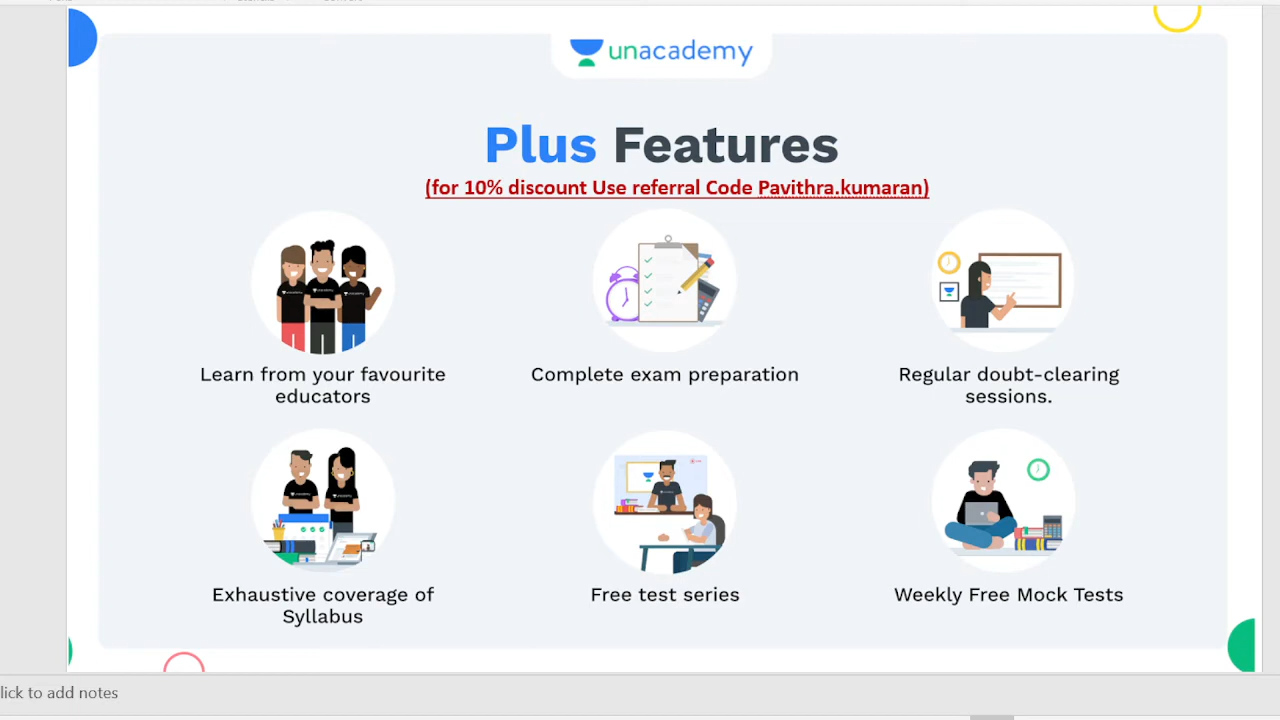 unacademy
Plus Features
(for 10% discount Use referral Code Pavithra.kumaran)
Learn from your favourite
educators
Complete exam preparation
Regular doubt-clearing
sessions.
Exhaustive coverage of
Syllabus
Free test series
Weekly Free Mock Tests
lick to add notes